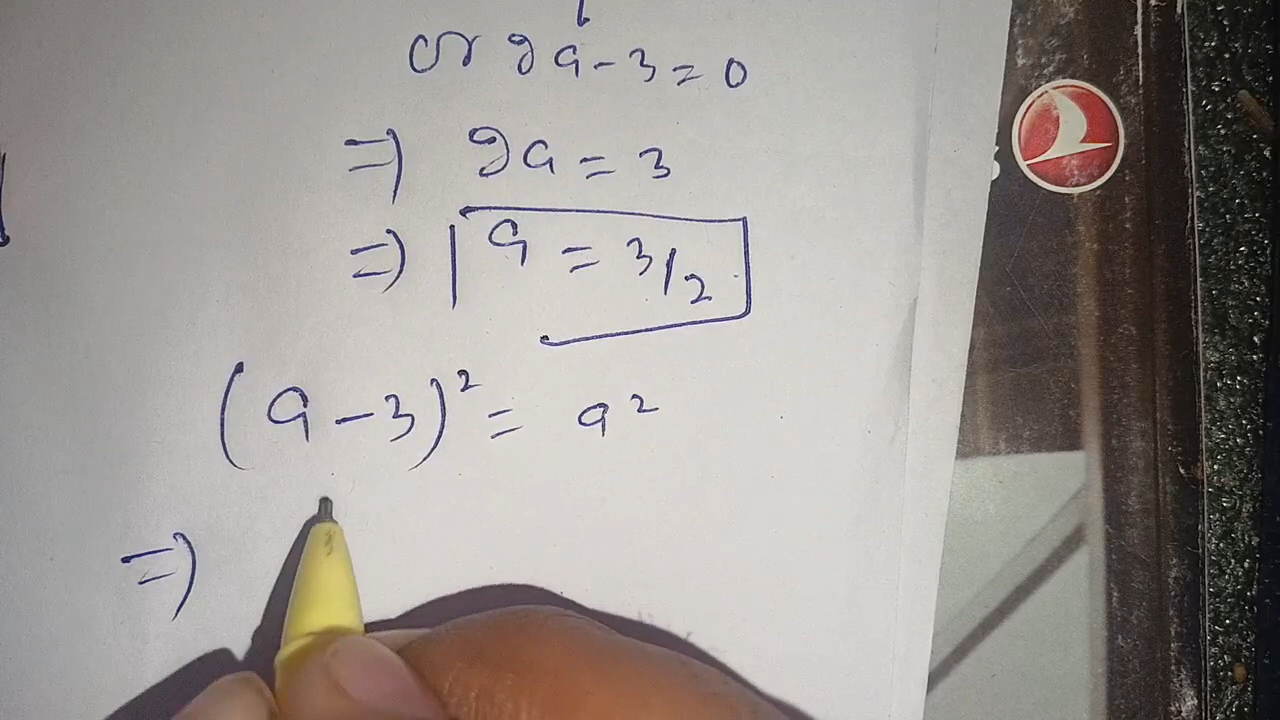 or 2a-3=0
=) 2a = 3
=) a = 3/2
(a-3)² = a²
=)